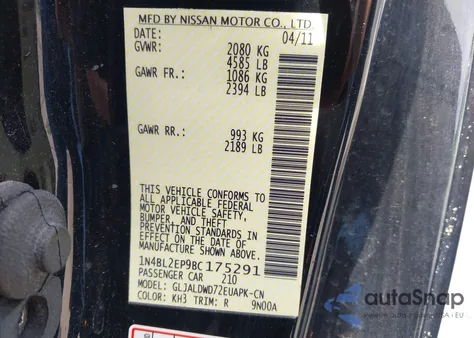 MFD BY NISSAN MOTOR CO., LTD.
DATE: 04/11
GVWR: 2080 KG
4585 LB
GAWR FR.: 1086 KG
2394 LB
GAWR RR.: 993 KG
2189 LB
THIS VEHICLE CONFORMS TO
ALL APPLICABLE FEDERAL
MOTOR VEHICLE SAFETY,
BUMPER, AND THEFT
PREVENTION STANDARDS IN
EFFECT ON THE DATE OF
MANUFACTURE SHOWN ABOVE.
1N4BL2EP9BC175291
PASSENGER CAR 210
MODEL: GLJALDWD72EUAPK-CN
COLOR: KH3 TRIM: R 9N00A
autoSnap